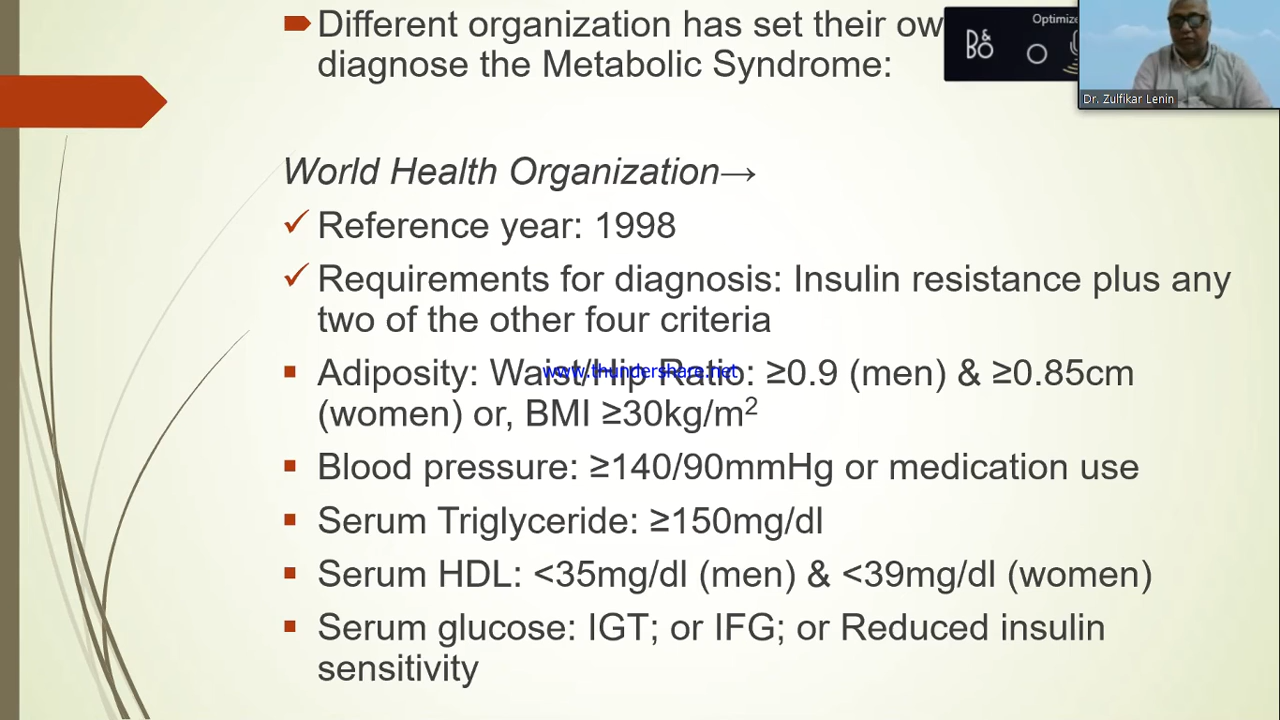 Different organization has set their ow
diagnose the Metabolic Syndrome:
Optimize
B&O
Dr. Zulfikar Lenin
World Health Organization→
✓ Reference year: 1998
✓ Requirements for diagnosis: Insulin resistance plus any
two of the other four criteria
▪ Adiposity: Waist/Hip Ratio: ≥0.9 (men) & ≥0.85cm
www.thundershare.net
(women) or, BMI ≥30kg/m²
▪ Blood pressure: ≥140/90mmHg or medication use
▪ Serum Triglyceride: ≥150mg/dl
▪ Serum HDL: <35mg/dl (men) & <39mg/dl (women)
▪ Serum glucose: IGT; or IFG; or Reduced insulin
sensitivity